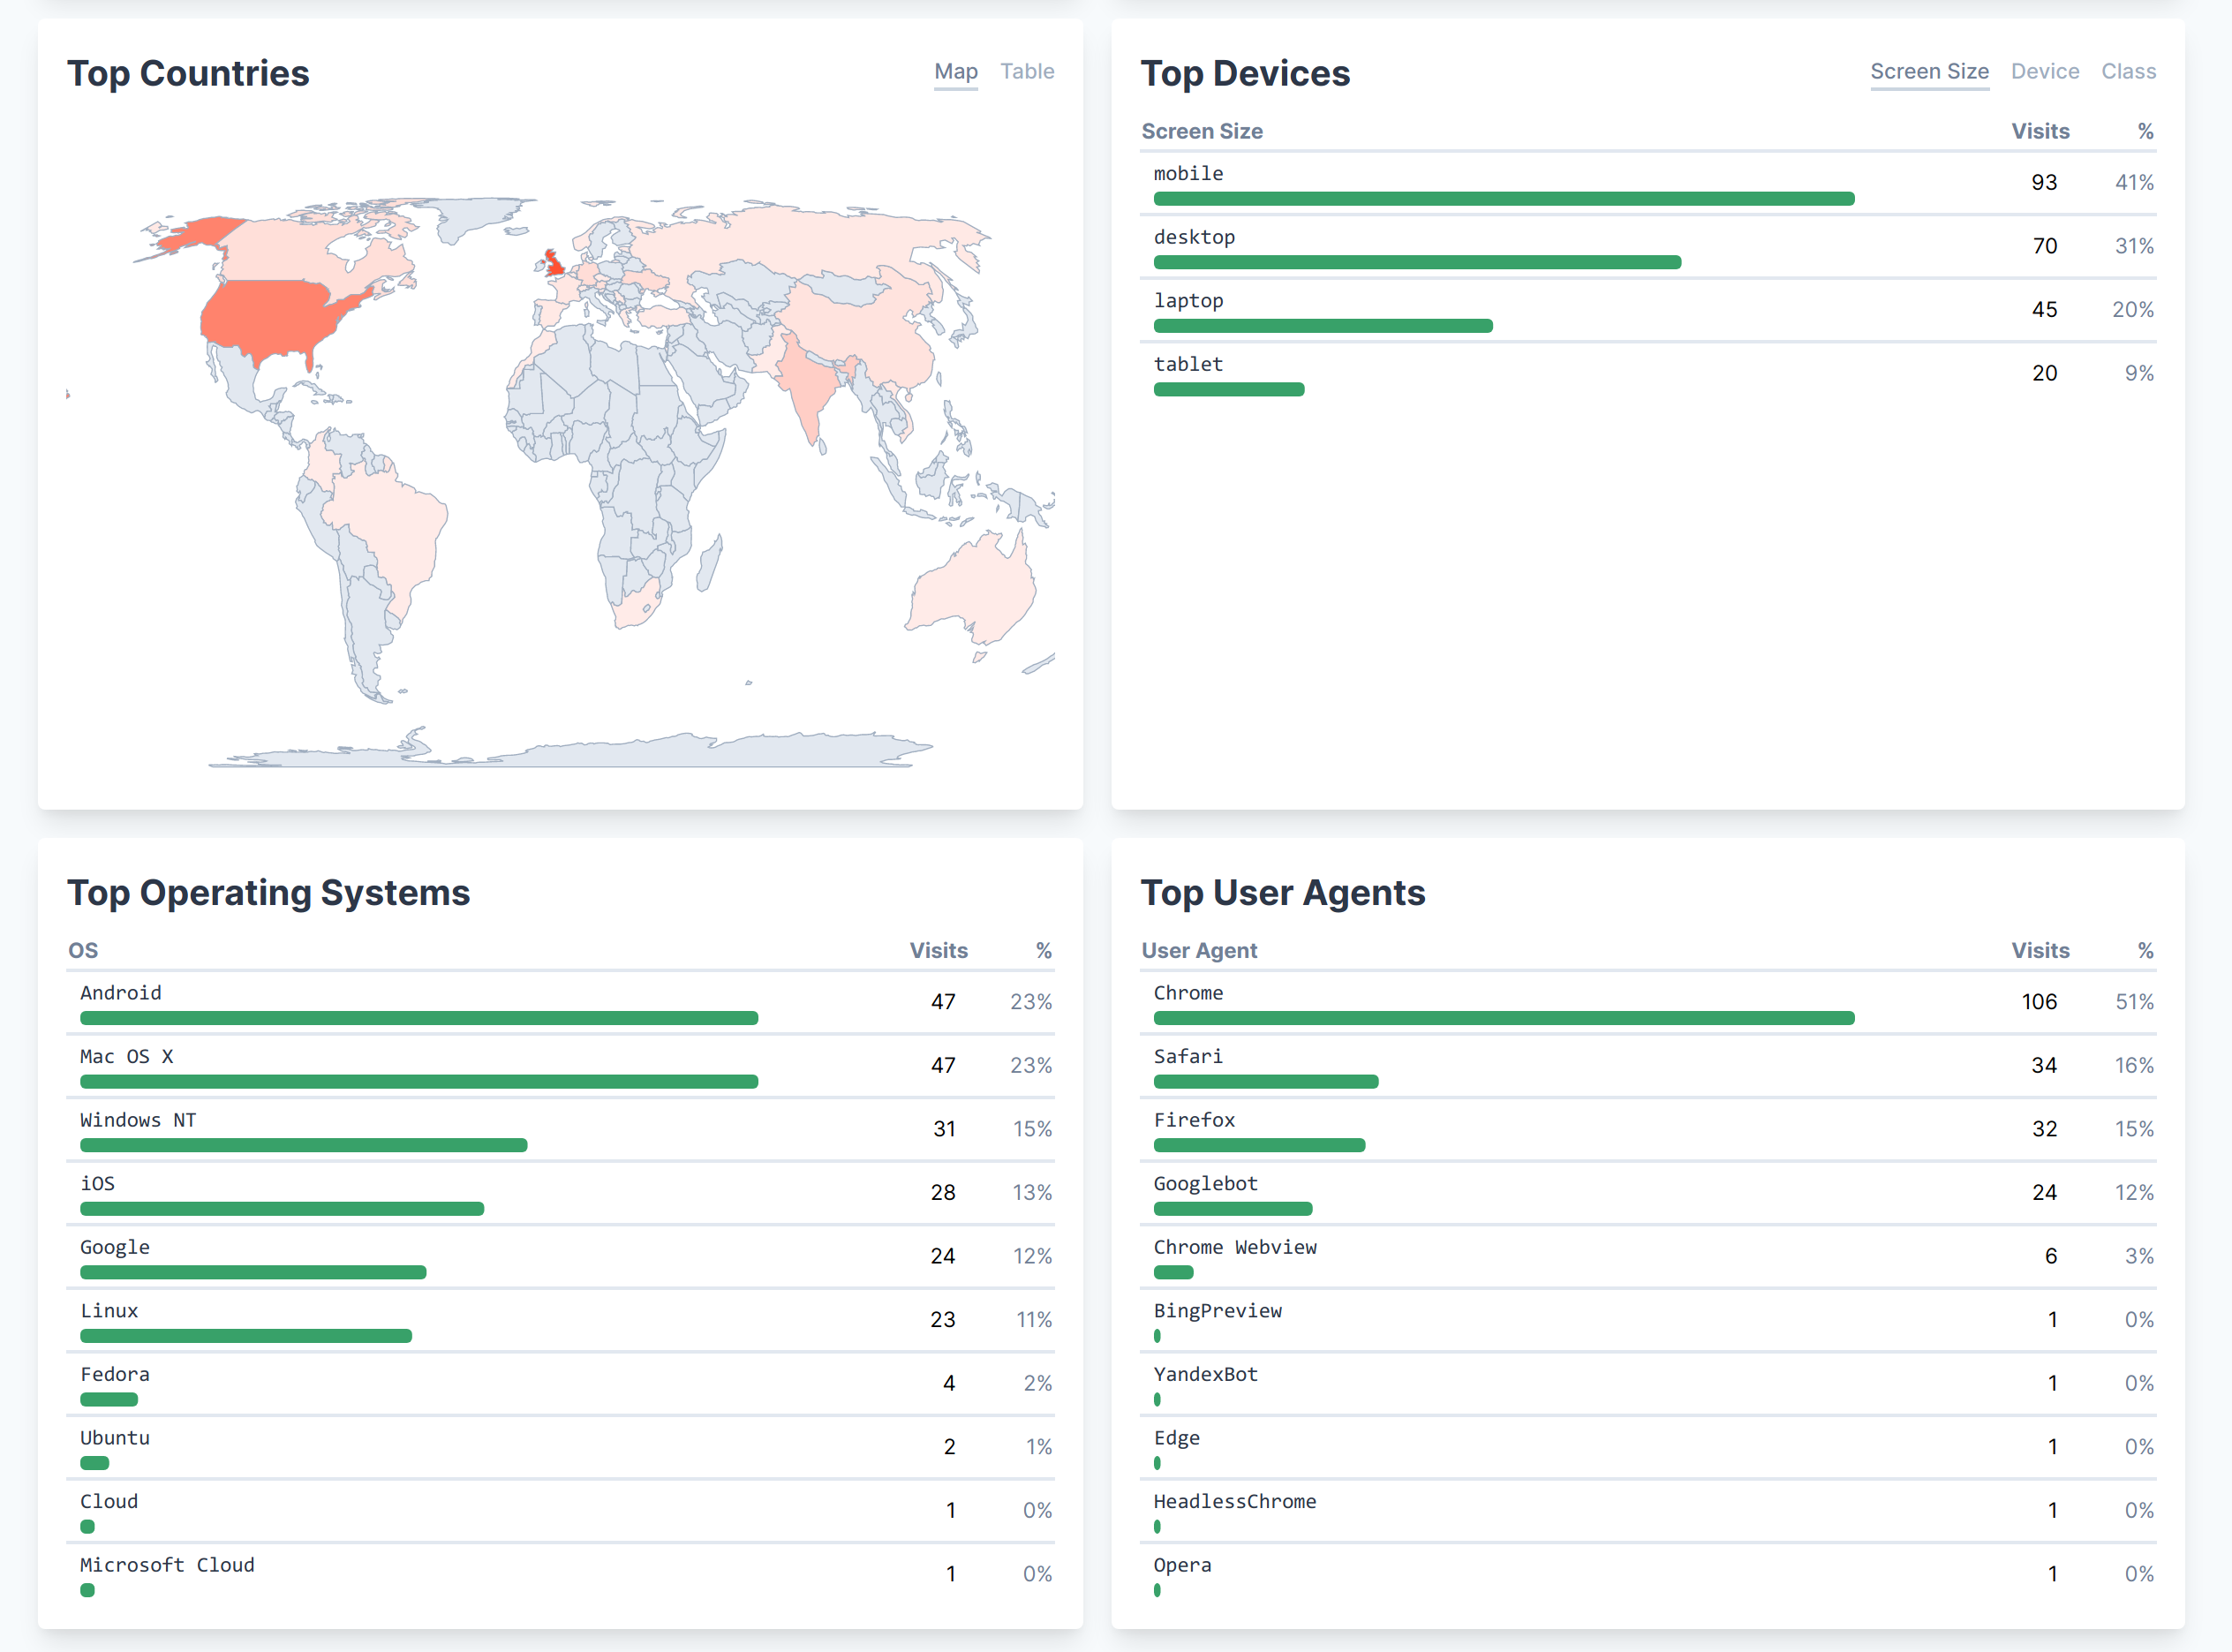 Top Countries
Map Table
Top Devices
Screen Size Device Class
Screen Size Visits %
mobile 93 41%
desktop 70 31%
laptop 45 20%
tablet 20 9%
Top Operating Systems
OS Visits %
Android 47 23%
Mac OS X 47 23%
Windows NT 31 15%
iOS 28 13%
Google 24 12%
Linux 23 11%
Fedora 4 2%
Ubuntu 2 1%
Cloud 1 0%
Microsoft Cloud 1 0%
Top User Agents
User Agent Visits %
Chrome 106 51%
Safari 34 16%
Firefox 32 15%
Googlebot 24 12%
Chrome Webview 6 3%
BingPreview 1 0%
YandexBot 1 0%
Edge 1 0%
HeadlessChrome 1 0%
Opera 1 0%